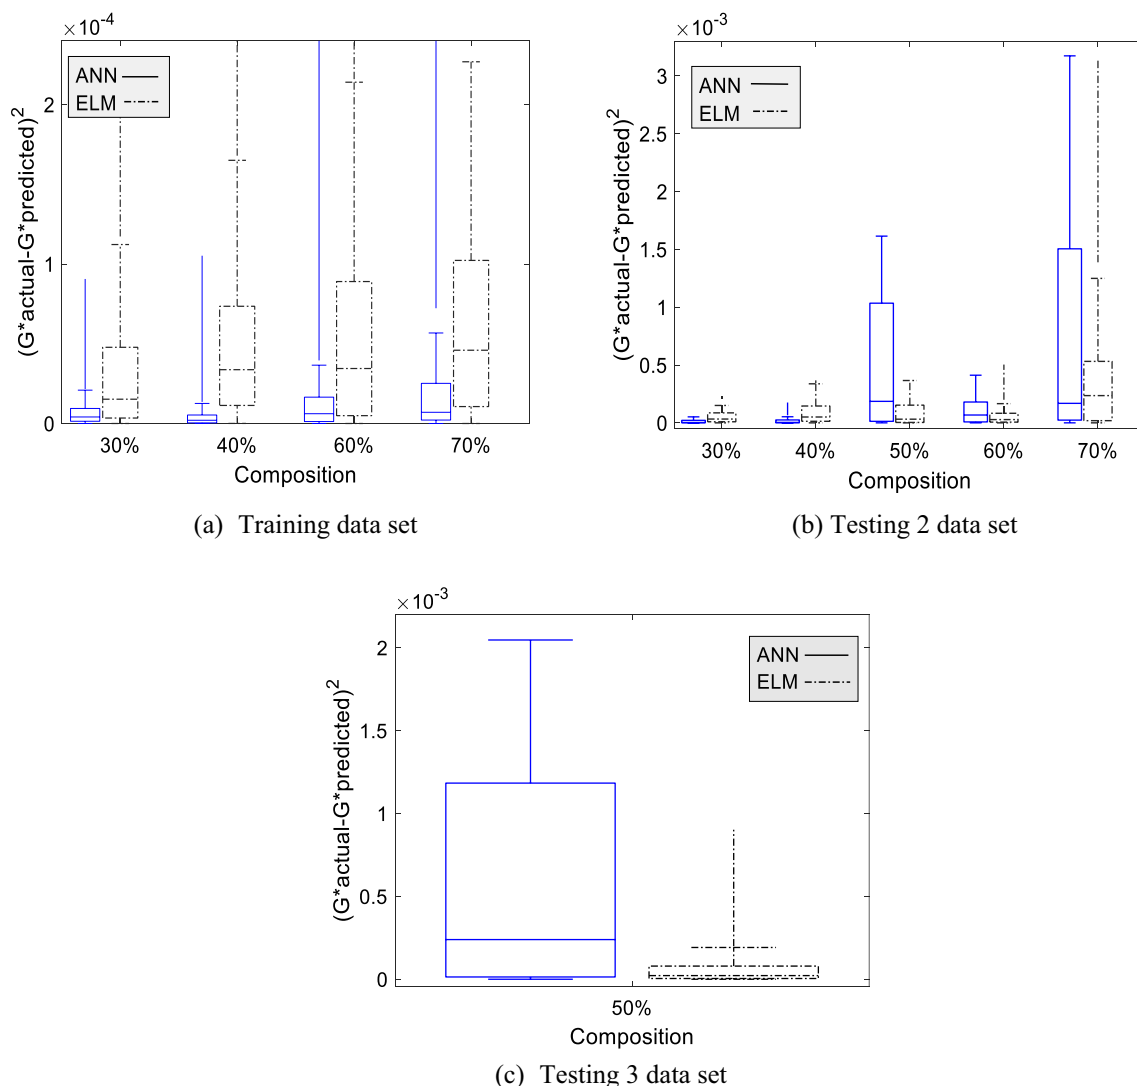 ×10⁻⁴
(G*actual-G*predicted)²
2
1
0
ANN
ELM
30% 40% 60% 70%
Composition
(a) Training data set
×10⁻³
(G*actual-G*predicted)²
3
2.5
2
1.5
1
0.5
0
ANN
ELM
30% 40% 50% 60% 70%
Composition
(b) Testing 2 data set
×10⁻³
(G*actual-G*predicted)²
2
1.5
1
0.5
0
ANN
ELM
50%
Composition
(c) Testing 3 data set